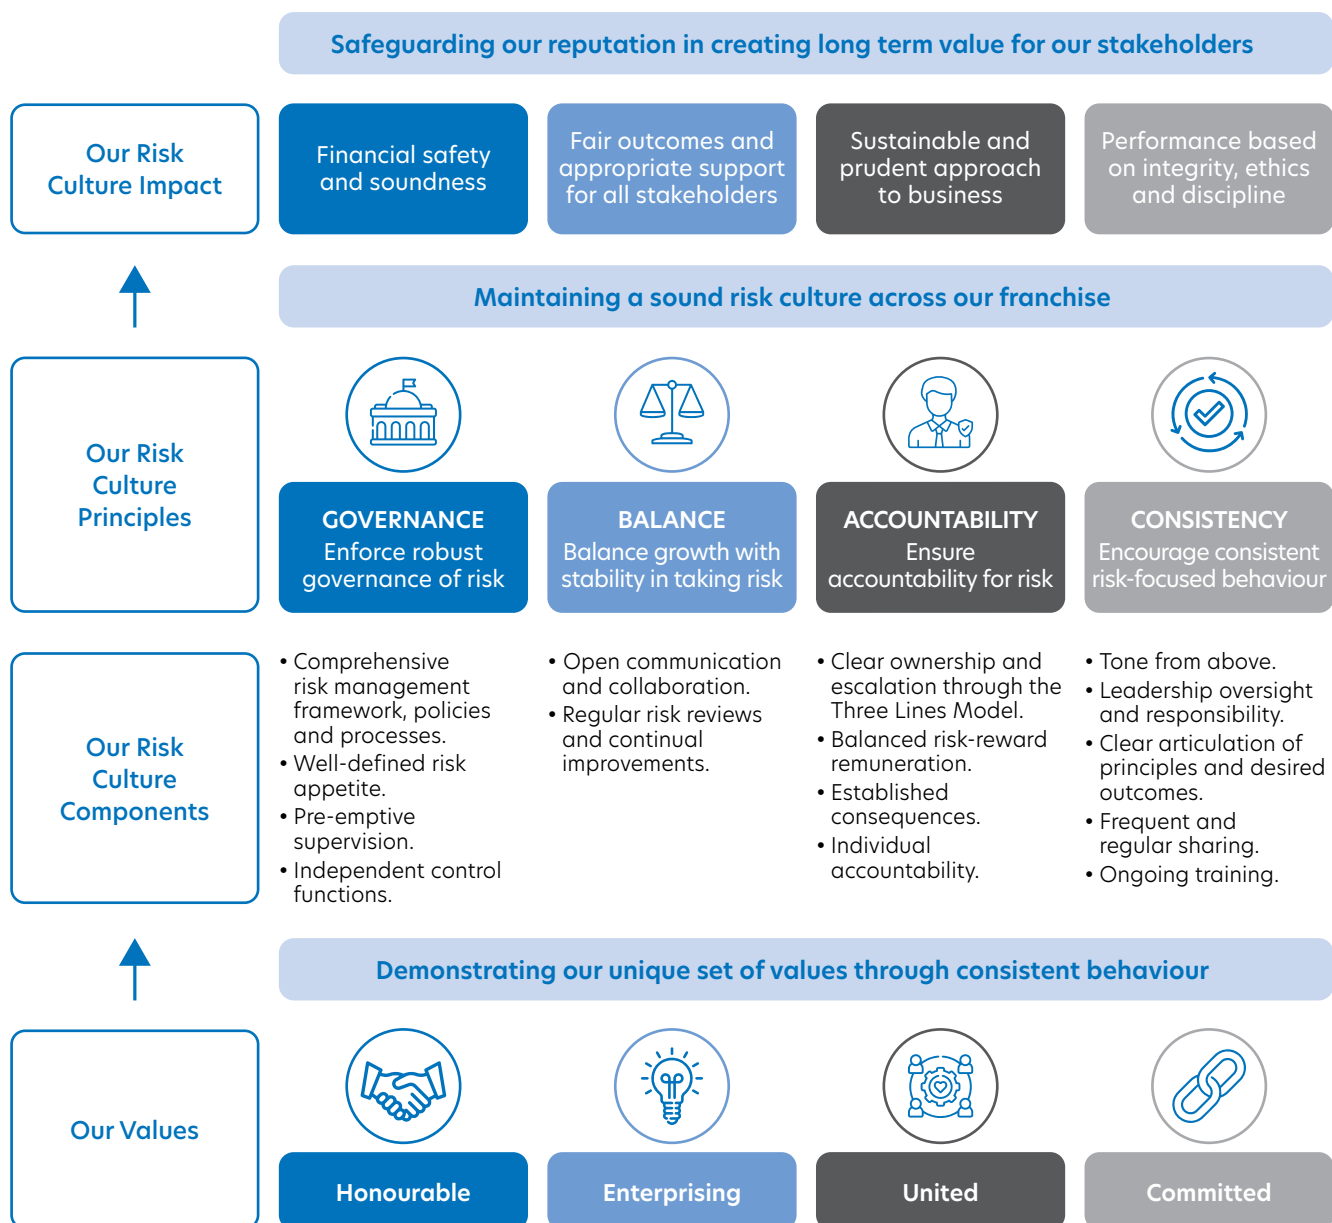 Safeguarding our reputation in creating long term value for our stakeholders
Our Risk
Culture Impact
Financial safety
and soundness
Fair outcomes and
appropriate support
for all stakeholders
Sustainable and
prudent approach
to business
Performance based
on integrity, ethics
and discipline
Maintaining a sound risk culture across our franchise
Our Risk
Culture
Principles
GOVERNANCE
Enforce robust
governance of risk
BALANCE
Balance growth with
stability in taking risk
ACCOUNTABILITY
Ensure
accountability for risk
CONSISTENCY
Encourage consistent
risk-focused behaviour
Our Risk
Culture
Components
• Comprehensive
risk management
framework, policies
and processes.
• Well-defined risk
appetite.
• Pre-emptive
supervision.
• Independent control
functions.
• Open communication
and collaboration.
• Regular risk reviews
and continual
improvements.
• Clear ownership and
escalation through the
Three Lines Model.
• Balanced risk-reward
remuneration.
• Established
consequences.
• Individual
accountability.
• Tone from above.
• Leadership oversight
and responsibility.
• Clear articulation of
principles and desired
outcomes.
• Frequent and
regular sharing.
• Ongoing training.
Demonstrating our unique set of values through consistent behaviour
Our Values
Honourable
Enterprising
United
Committed